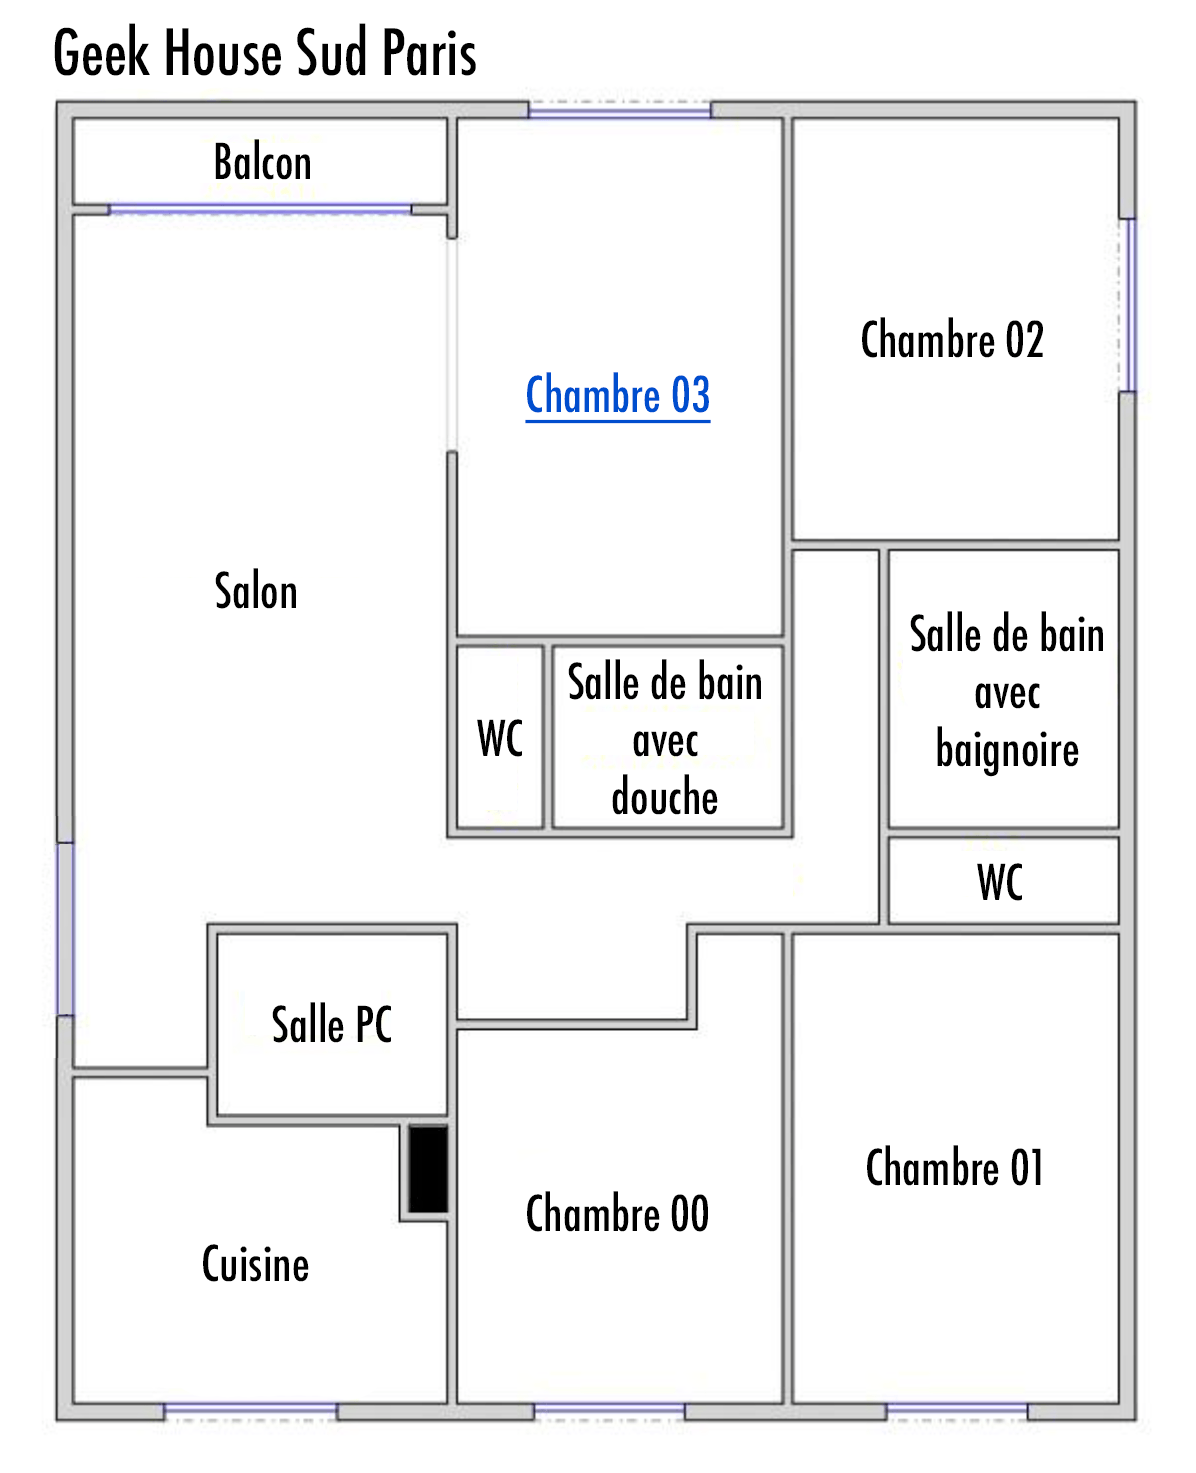 Geek House Sud Paris
Balcon
Chambre 02
Chambre 03
Salon
Salle de bain
avec
baignoire
WC
Salle de bain
avec
douche
WC
Salle PC
Chambre 01
Chambre 00
Cuisine